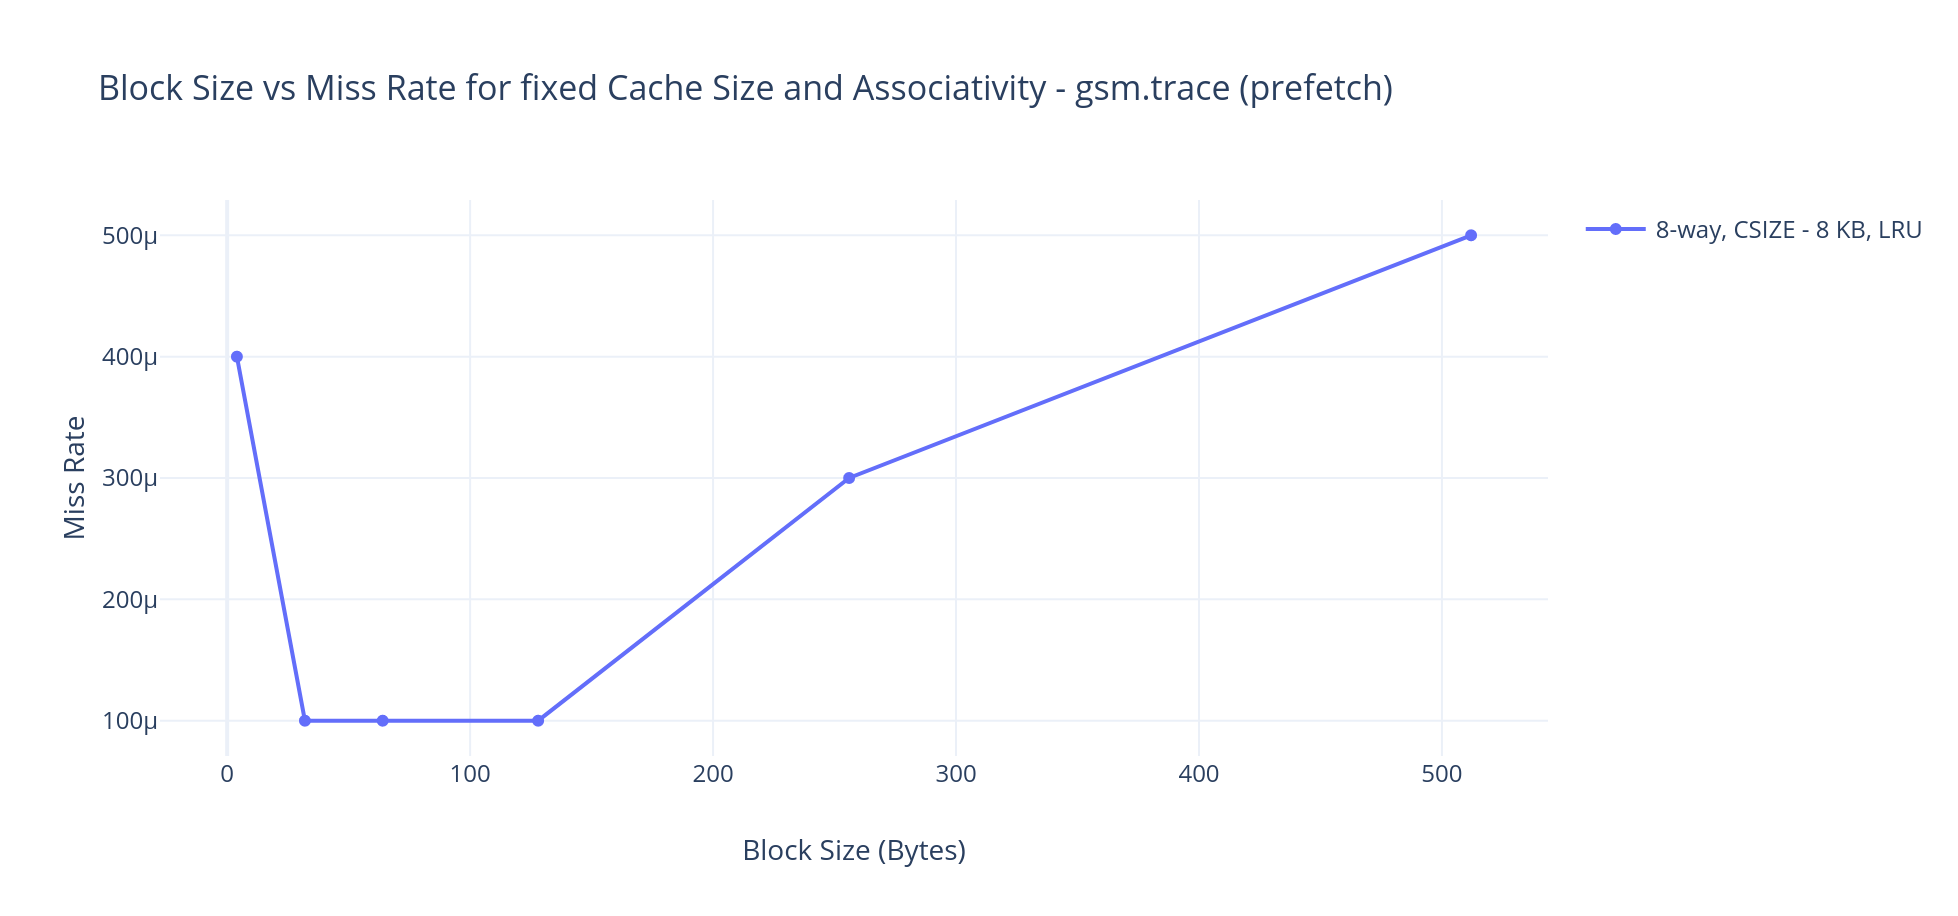 Block Size vs Miss Rate for fixed Cache Size and Associativity - gsm.trace (prefetch)
8-way, CSIZE - 8 KB, LRU
500μ
400μ
300μ
200μ
100μ
Miss Rate
0 100 200 300 400 500
Block Size (Bytes)